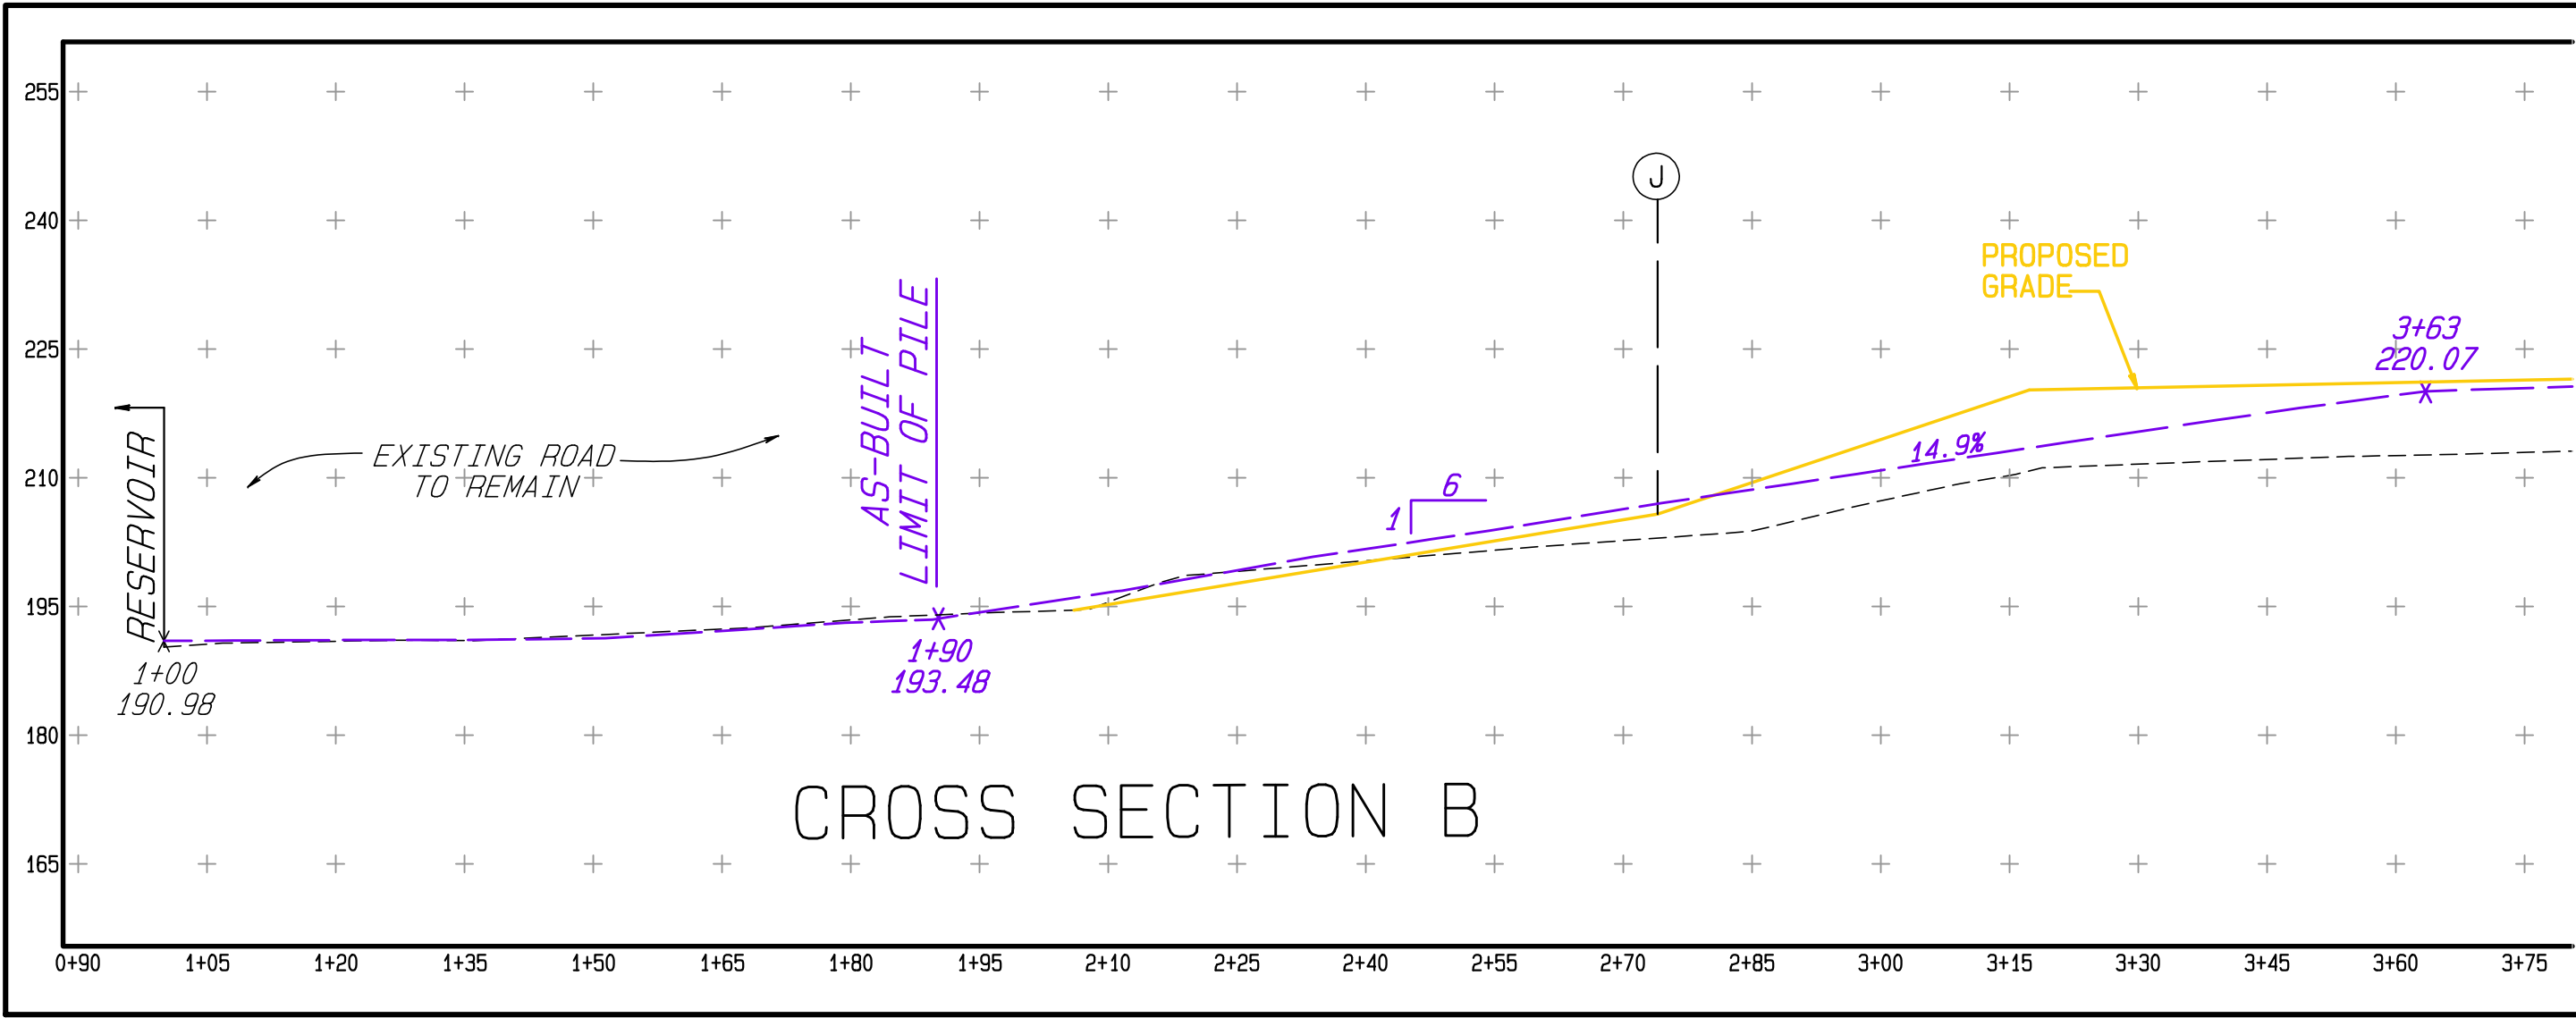 255
240
225
210
195
180
165
RESERVOIR
1+00
190.98
EXISTING ROAD
TO REMAIN
AS-BUILT
LIMIT OF PILE
1+90
193.48
1
6
J
PROPOSED
GRADE
14.9%
3+63
220.07
CROSS SECTION B
0+90 1+05 1+20 1+35 1+50 1+65 1+80 1+95 2+10 2+25 2+40 2+55 2+70 2+85 3+00 3+15 3+30 3+45 3+60 3+75